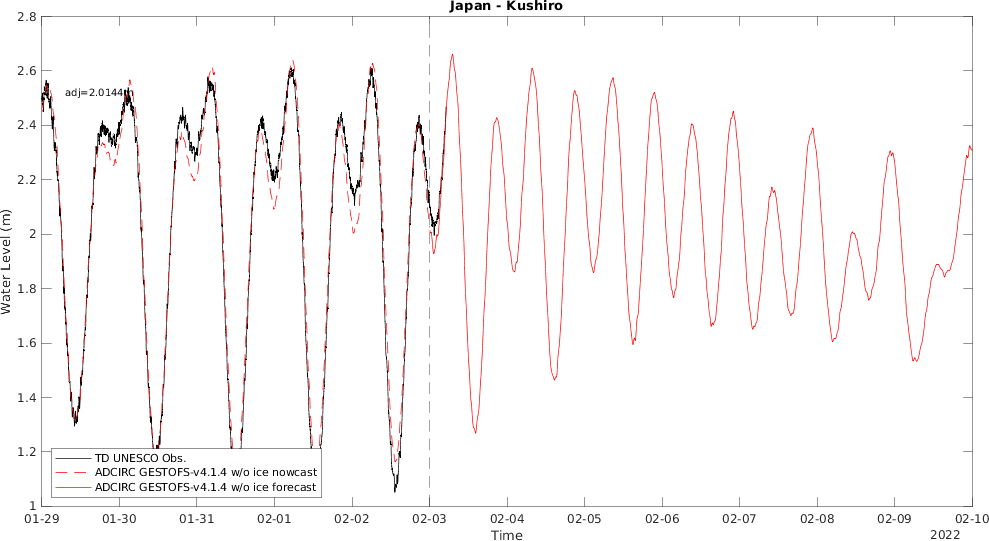 Japan - Kushiro
2.8
2.6
2.4
2.2
2
1.8
1.6
1.4
1.2
1
Water Level (m)
adj=2.0144
TD UNESCO Obs.
ADCIRC GESTOFS-v4.1.4 w/o ice nowcast
ADCIRC GESTOFS-v4.1.4 w/o ice forecast
01-29 01-30 01-31 02-01 02-02 02-03 02-04 02-05 02-06 02-07 02-08 02-09 02-10
Time
2022